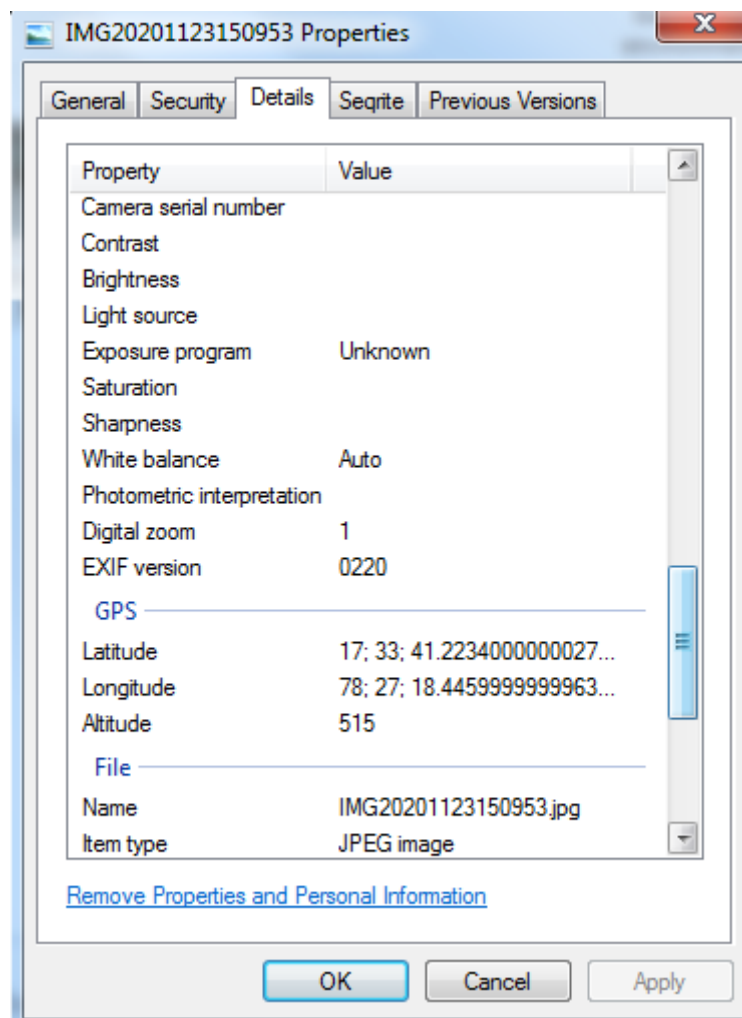 IMG20201123150953 Properties
General Security Details Seqrite Previous Versions
Property Value
Camera serial number
Contrast
Brightness
Light source
Exposure program Unknown
Saturation
Sharpness
White balance Auto
Photometric interpretation
Digital zoom 1
EXIF version 0220
GPS
Latitude 17; 33; 41.2234000000027...
Longitude 78; 27; 18.4459999999963...
Altitude 515
File
Name IMG20201123150953.jpg
Item type JPEG image
Remove Properties and Personal Information
OK Cancel Apply